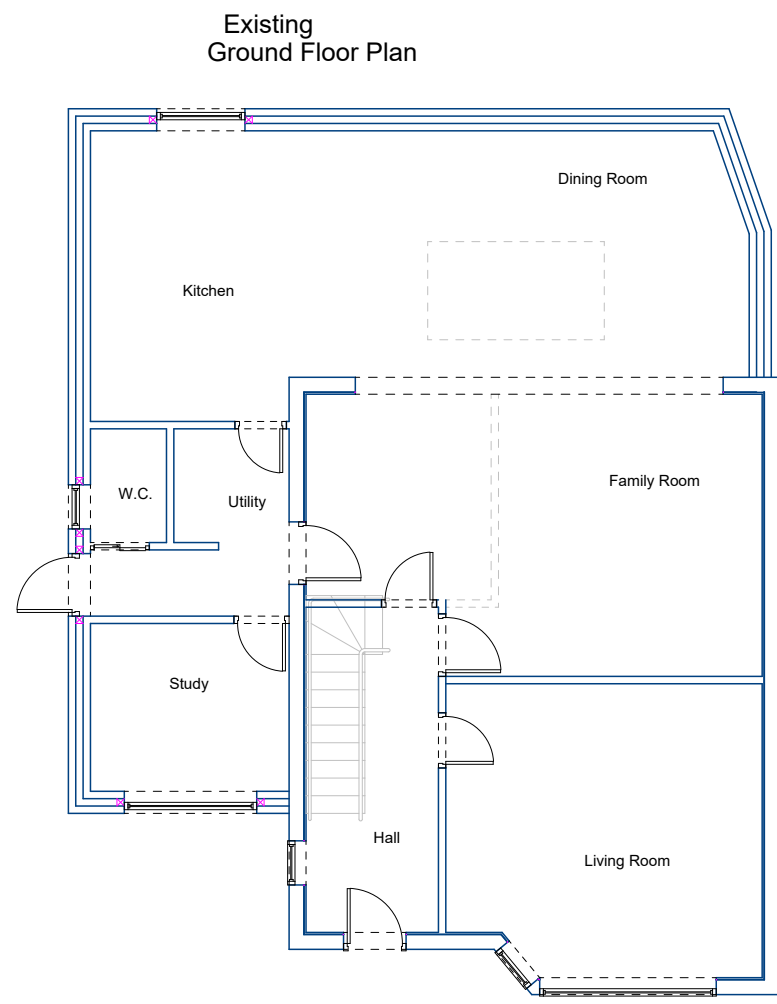 Existing
Ground Floor Plan
Dining Room
Kitchen
Family Room
W.C.
Utility
Study
Hall
Living Room